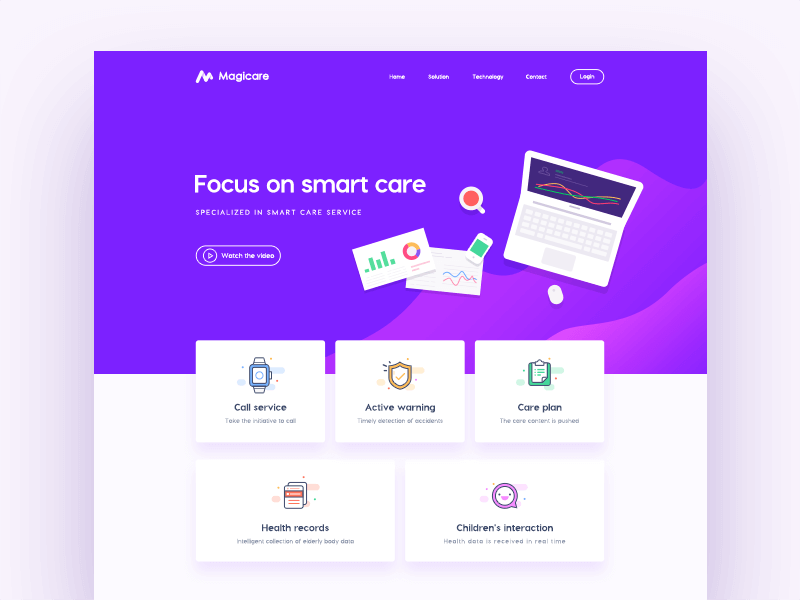 Magicare
Home Solution Technology Contact Login
Focus on smart care
SPECIALIZED IN SMART CARE SERVICE
Watch the video
Call service
Take the initiative to call
Active warning
Timely detection of accidents
Care plan
The care content is pushed
Health records
Intelligent collection of elderly body data
Children's interaction
Health data is received in real time